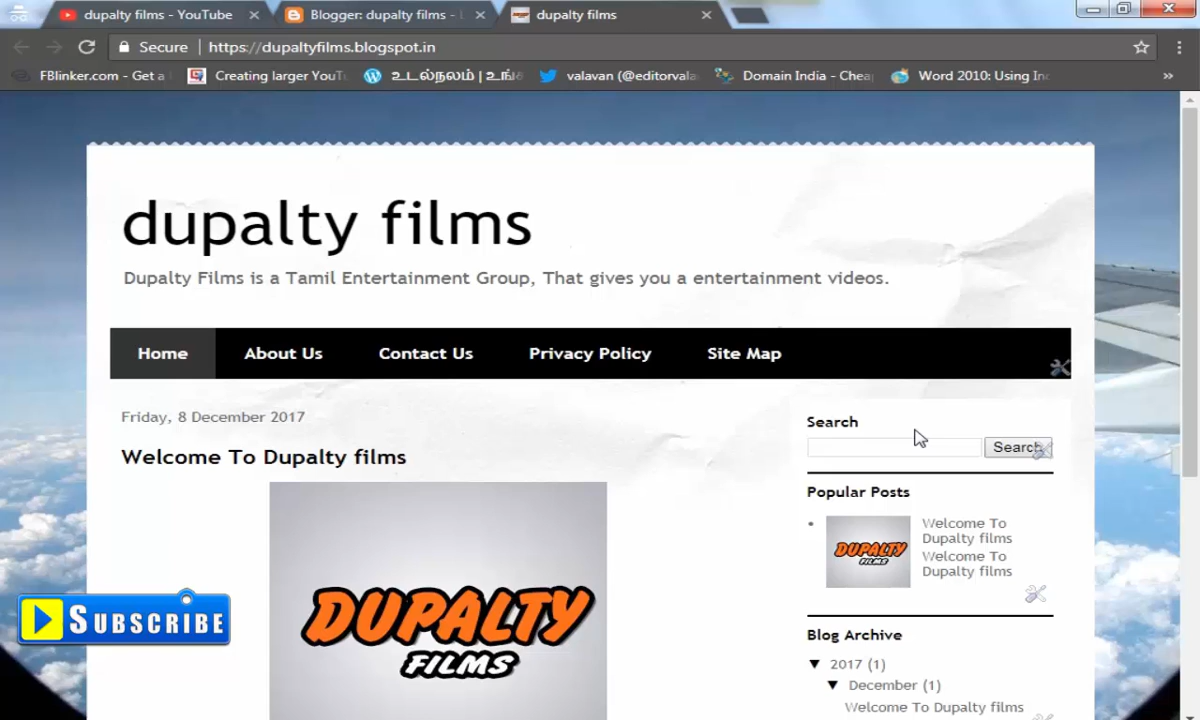 dupalty films - YouTube
Blogger: dupalty films -
dupalty films
Secure
https://dupaltyfilms.blogspot.in
FBlinker.com - Get a
Creating larger YouT
உடல்நலம் | உங்
valavan (@editorval
Domain India - Chea
Word 2010: Using In
»
dupalty films
Dupalty Films is a Tamil Entertainment Group, That gives you a entertainment videos.
Home
About Us
Contact Us
Privacy Policy
Site Map
Friday, 8 December 2017
Welcome To Dupalty films
DUPALTY
FILMS
SUBSCRIBE
Search
Search
Popular Posts
DUPALTY
FILMS
Welcome To
Dupalty films
Welcome To
Dupalty films
Blog Archive
▼ 2017 (1)
▼ December (1)
Welcome To Dupalty films